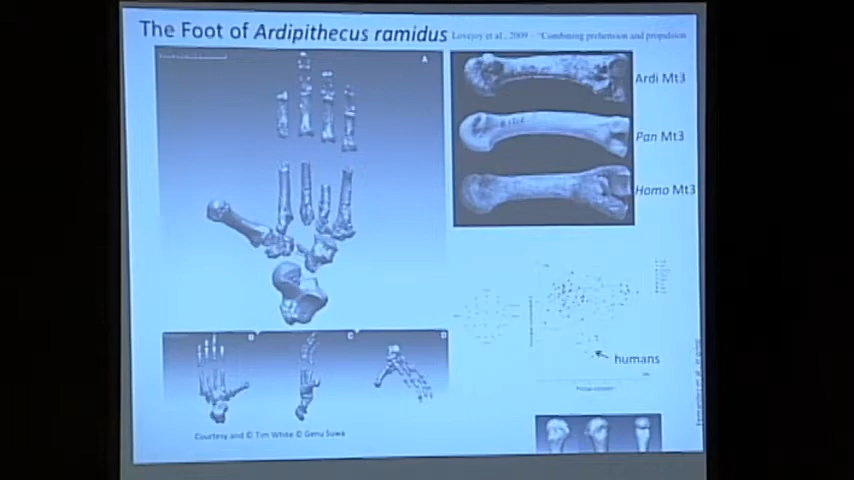 The Foot of Ardipithecus ramidus
Lovejoy et al., 2009 – "Combining prehension and propulsion
A
Ardi Mt3
Pan Mt3
Homo Mt3
humans
B
C
D
Courtesy and © Tim White © Genu Suwa